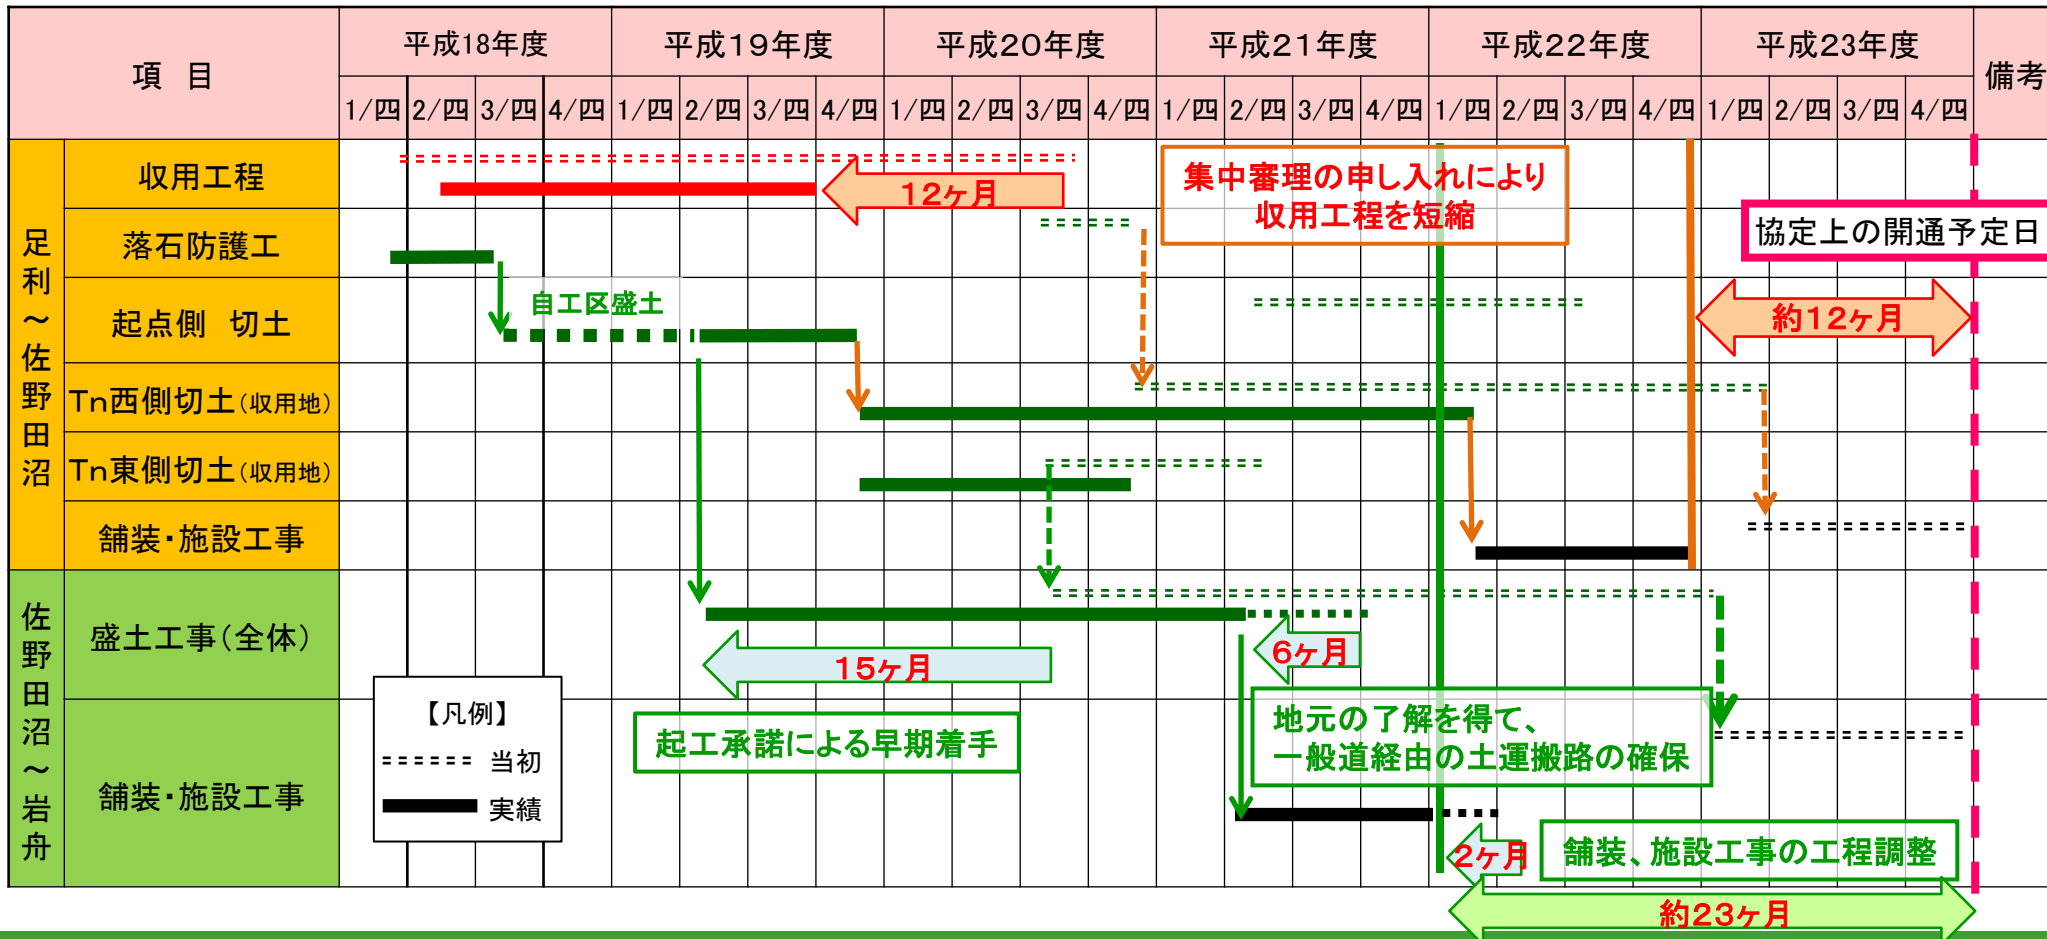 項 目
平成18年度
平成19年度
平成20年度
平成21年度
平成22年度
平成23年度
備考
1/四 2/四 3/四 4/四 1/四 2/四 3/四 4/四 1/四 2/四 3/四 4/四 1/四 2/四 3/四 4/四 1/四 2/四 3/四 4/四 1/四 2/四 3/四 4/四
足利～佐野田沼
収用工程
12ヶ月
集中審理の申し入れにより
収用工程を短縮
協定上の開通予定日
落石防護工
起点側 切土
自工区盛土
約12ヶ月
Tn西側切土(収用地)
Tn東側切土(収用地)
舗装・施設工事
佐野田沼～岩舟
盛土工事(全体)
15ヶ月
6ヶ月
舗装・施設工事
【凡例】
当初
実績
起工承諾による早期着手
地元の了解を得て、
一般道経由の土運搬路の確保
2ヶ月
舗装、施設工事の工程調整
約23ヶ月